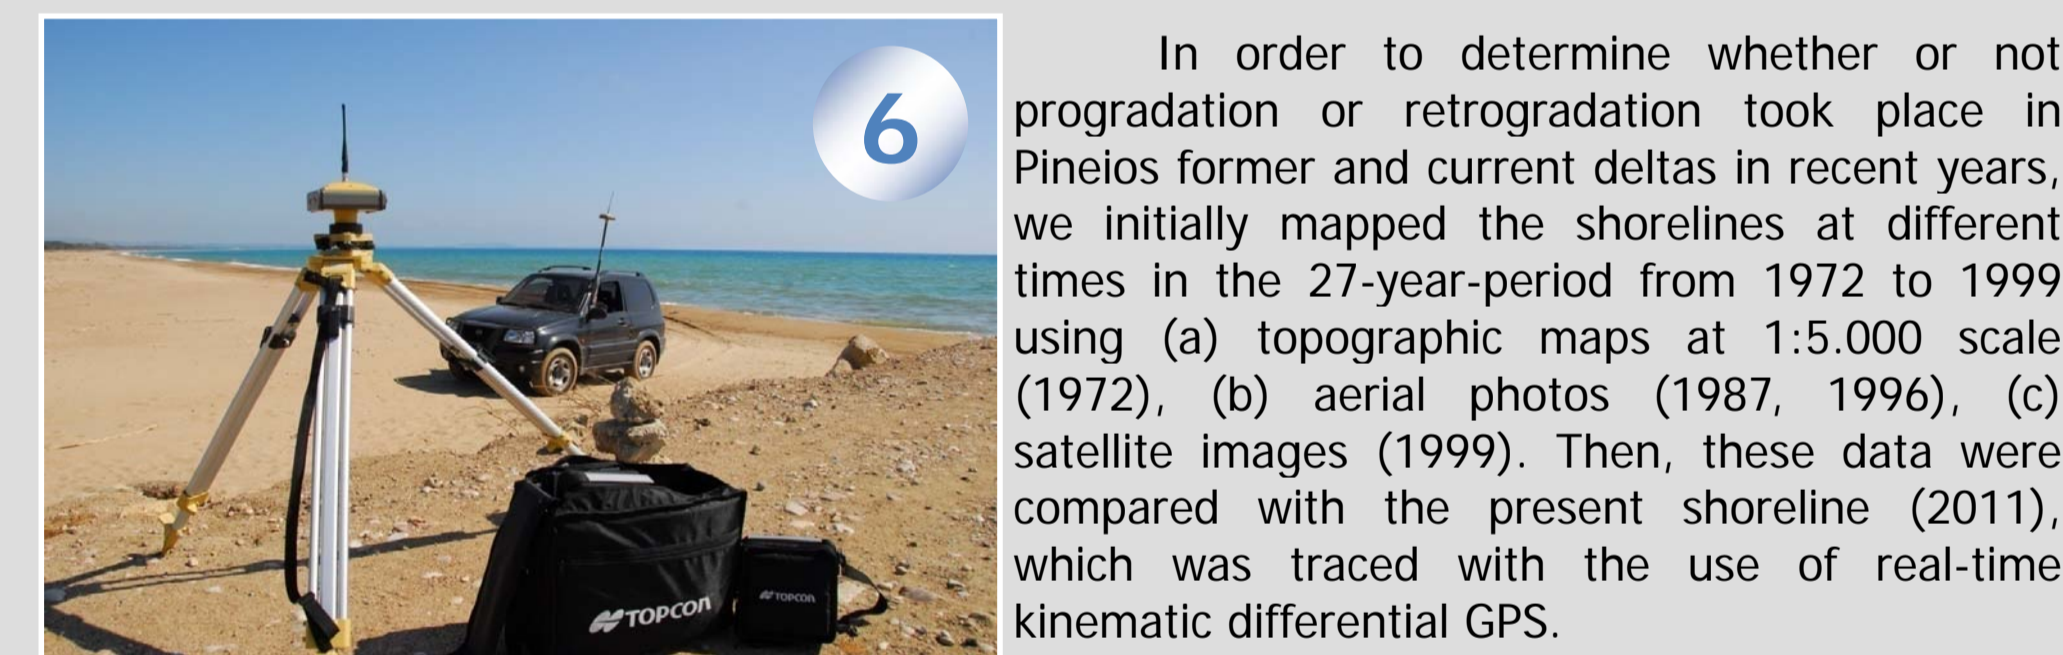 6
TOPCON
TOPCON
In order to determine whether or not
progradation or retrogradation took place in
Pineios former and current deltas in recent years,
we initially mapped the shorelines at different
times in the 27-year-period from 1972 to 1999
using (a) topographic maps at 1:5.000 scale
(1972), (b) aerial photos (1987, 1996), (c)
satellite images (1999). Then, these data were
compared with the present shoreline (2011),
which was traced with the use of real-time
kinematic differential GPS.